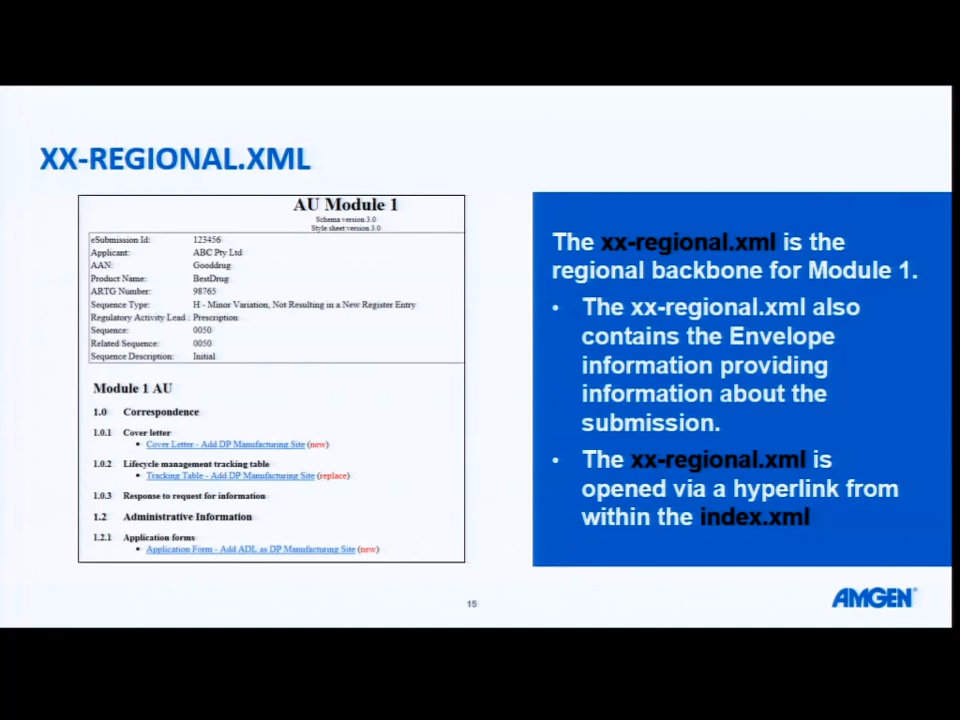 XX-REGIONAL.XML
AU Module 1
Schema version 3.0
Style sheet version 3.0
eSubmission Id: 123456
Applicant: ABC Pty Ltd
AAN: Gooddrug
Product Name: BestDrug
ARTG Number: 98765
Sequence Type: H - Minor Variation, Not Resulting in a New Register Entry
Regulatory Activity Lead : Prescription
Sequence: 0050
Related Sequence: 0050
Sequence Description: Initial
Module 1 AU
1.0 Correspondence
1.0.1 Cover letter
• Cover Letter - Add DP Manufacturing Site (new)
1.0.2 Lifecycle management tracking table
• Tracking Table - Add DP Manufacturing Site (replace)
1.0.3 Response to request for information
1.2 Administrative Information
1.2.1 Application forms
• Application Form - Add ADL as DP Manufacturing Site (new)
The xx-regional.xml is the
regional backbone for Module 1.
• The xx-regional.xml also
contains the Envelope
information providing
information about the
submission.
• The xx-regional.xml is
opened via a hyperlink from
within the index.xml
15
AMGEN®